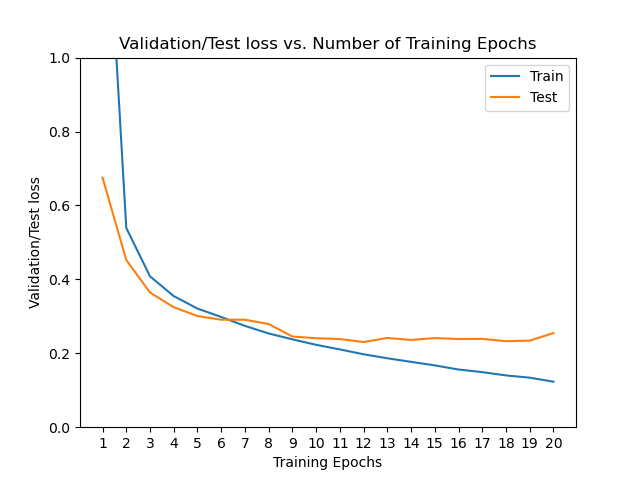 Validation/Test loss vs. Number of Training Epochs
Train
Test
Validation/Test loss
1.0
0.8
0.6
0.4
0.2
0.0
1 2 3 4 5 6 7 8 9 10 11 12 13 14 15 16 17 18 19 20
Training Epochs